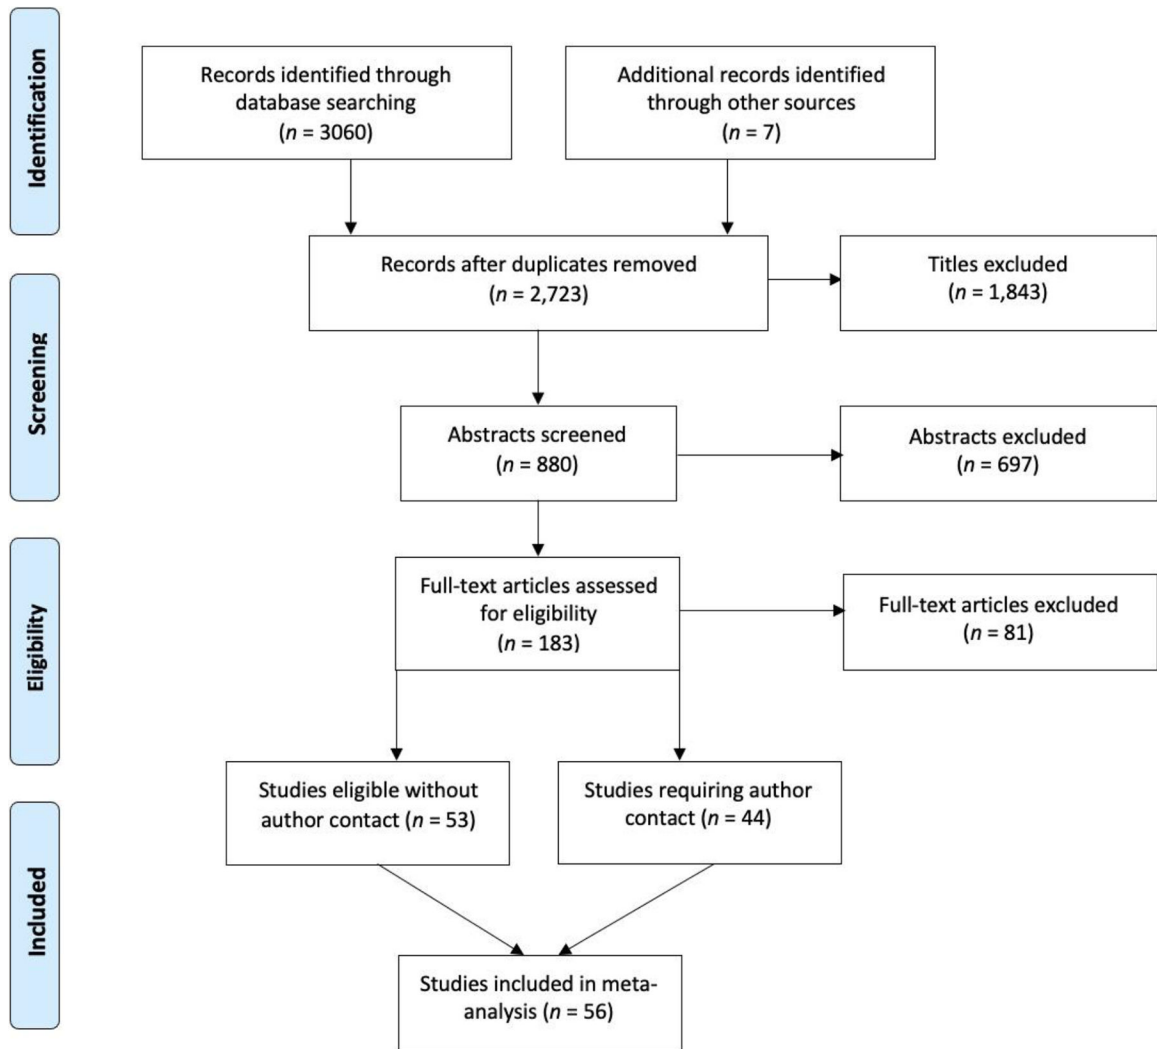 Identification
Records identified through
database searching
(n = 3060)
Additional records identified
through other sources
(n = 7)
Records after duplicates removed
(n = 2,723)
Titles excluded
(n = 1,843)
Screening
Abstracts screened
(n = 880)
Abstracts excluded
(n = 697)
Eligibility
Full-text articles assessed
for eligibility
(n = 183)
Full-text articles excluded
(n = 81)
Studies eligible without
author contact (n = 53)
Studies requiring author
contact (n = 44)
Included
Studies included in meta-
analysis (n = 56)